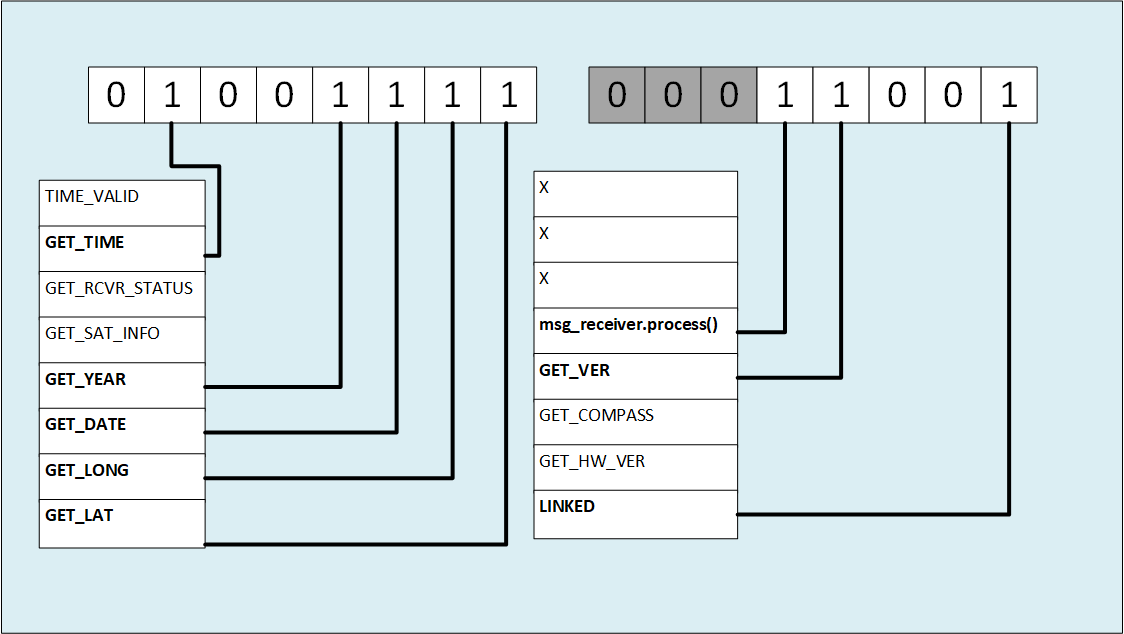 0 1 0 0 1 1 1 1
0 0 0 1 1 0 0 1
TIME_VALID
GET_TIME
GET_RCVR_STATUS
GET_SAT_INFO
GET_YEAR
GET_DATE
GET_LONG
GET_LAT
X
X
X
msg_receiver.process()
GET_VER
GET_COMPASS
GET_HW_VER
LINKED